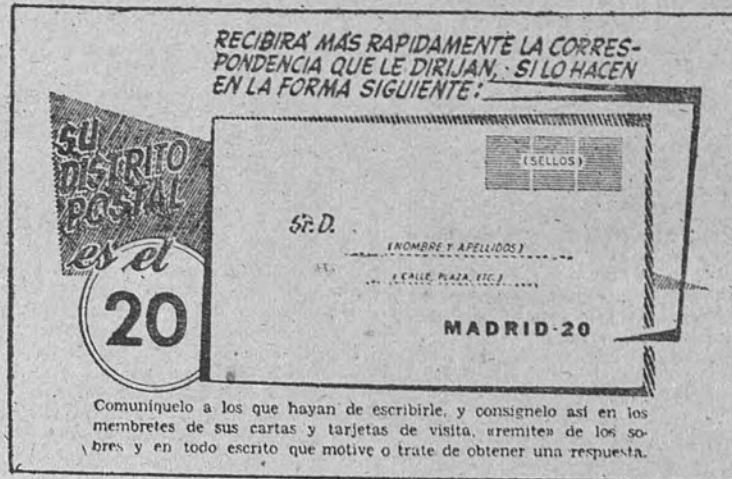 RECIBIRÁ MÁS RAPIDAMENTE LA CORRES-
PONDENCIA QUE LE DIRIJAN, SI LO HACEN
EN LA FORMA SIGUIENTE:
SU
DISTRITO
POSTAL
es el
20
(SELLOS)
SR. D.
(NOMBRE Y APELLIDOS)
(CALLE, PLAZA, ETC.)
MADRID-20
Comuníquelo a los que hayan de escribirle, y consignelo así en los
membretes de sus cartas y tarjetas de visita, «remite» de los so-
bres y en todo escrito que motive o trate de obtener una respuesta.